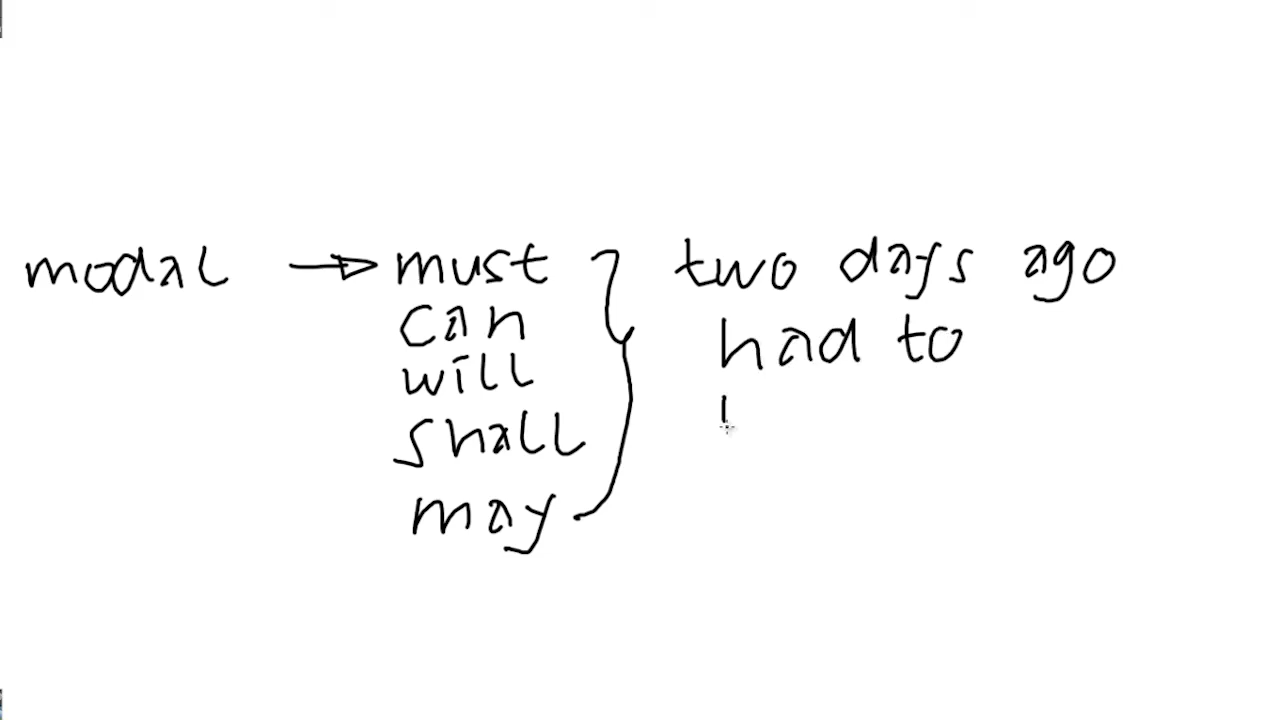 modal → must } two days ago
can had to
will
shall
may